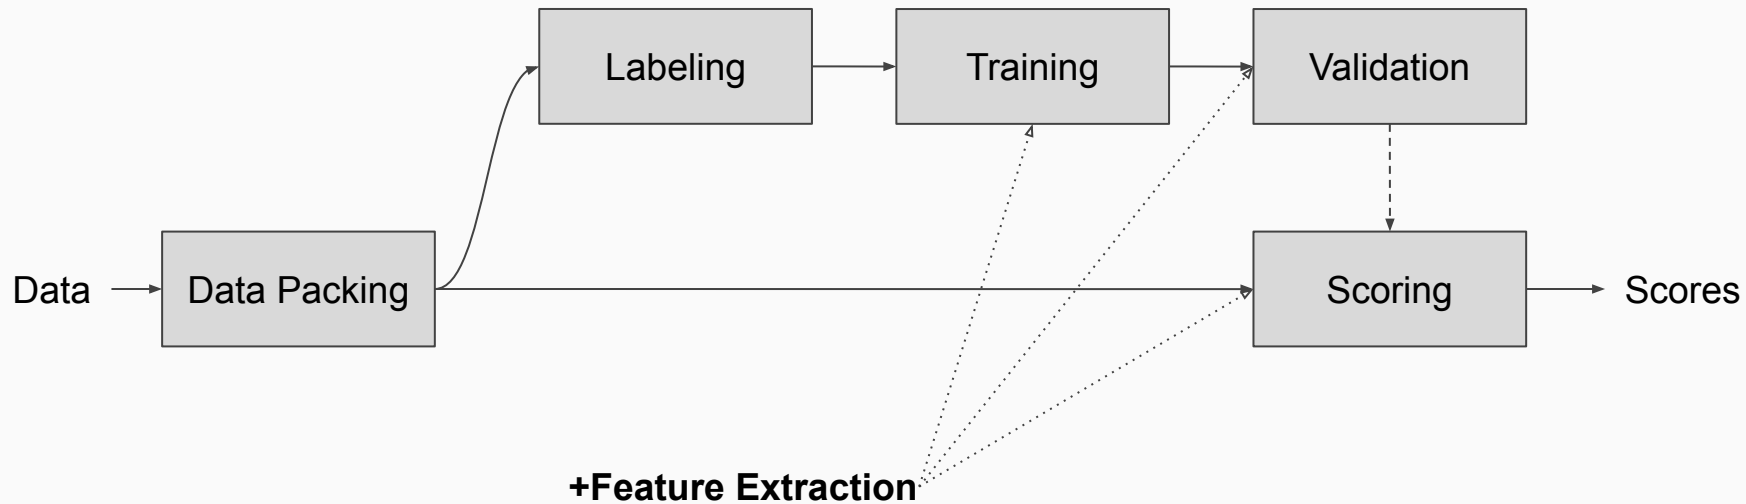 Labeling
Training
Validation
Data
Data Packing
Scoring
Scores
+Feature Extraction